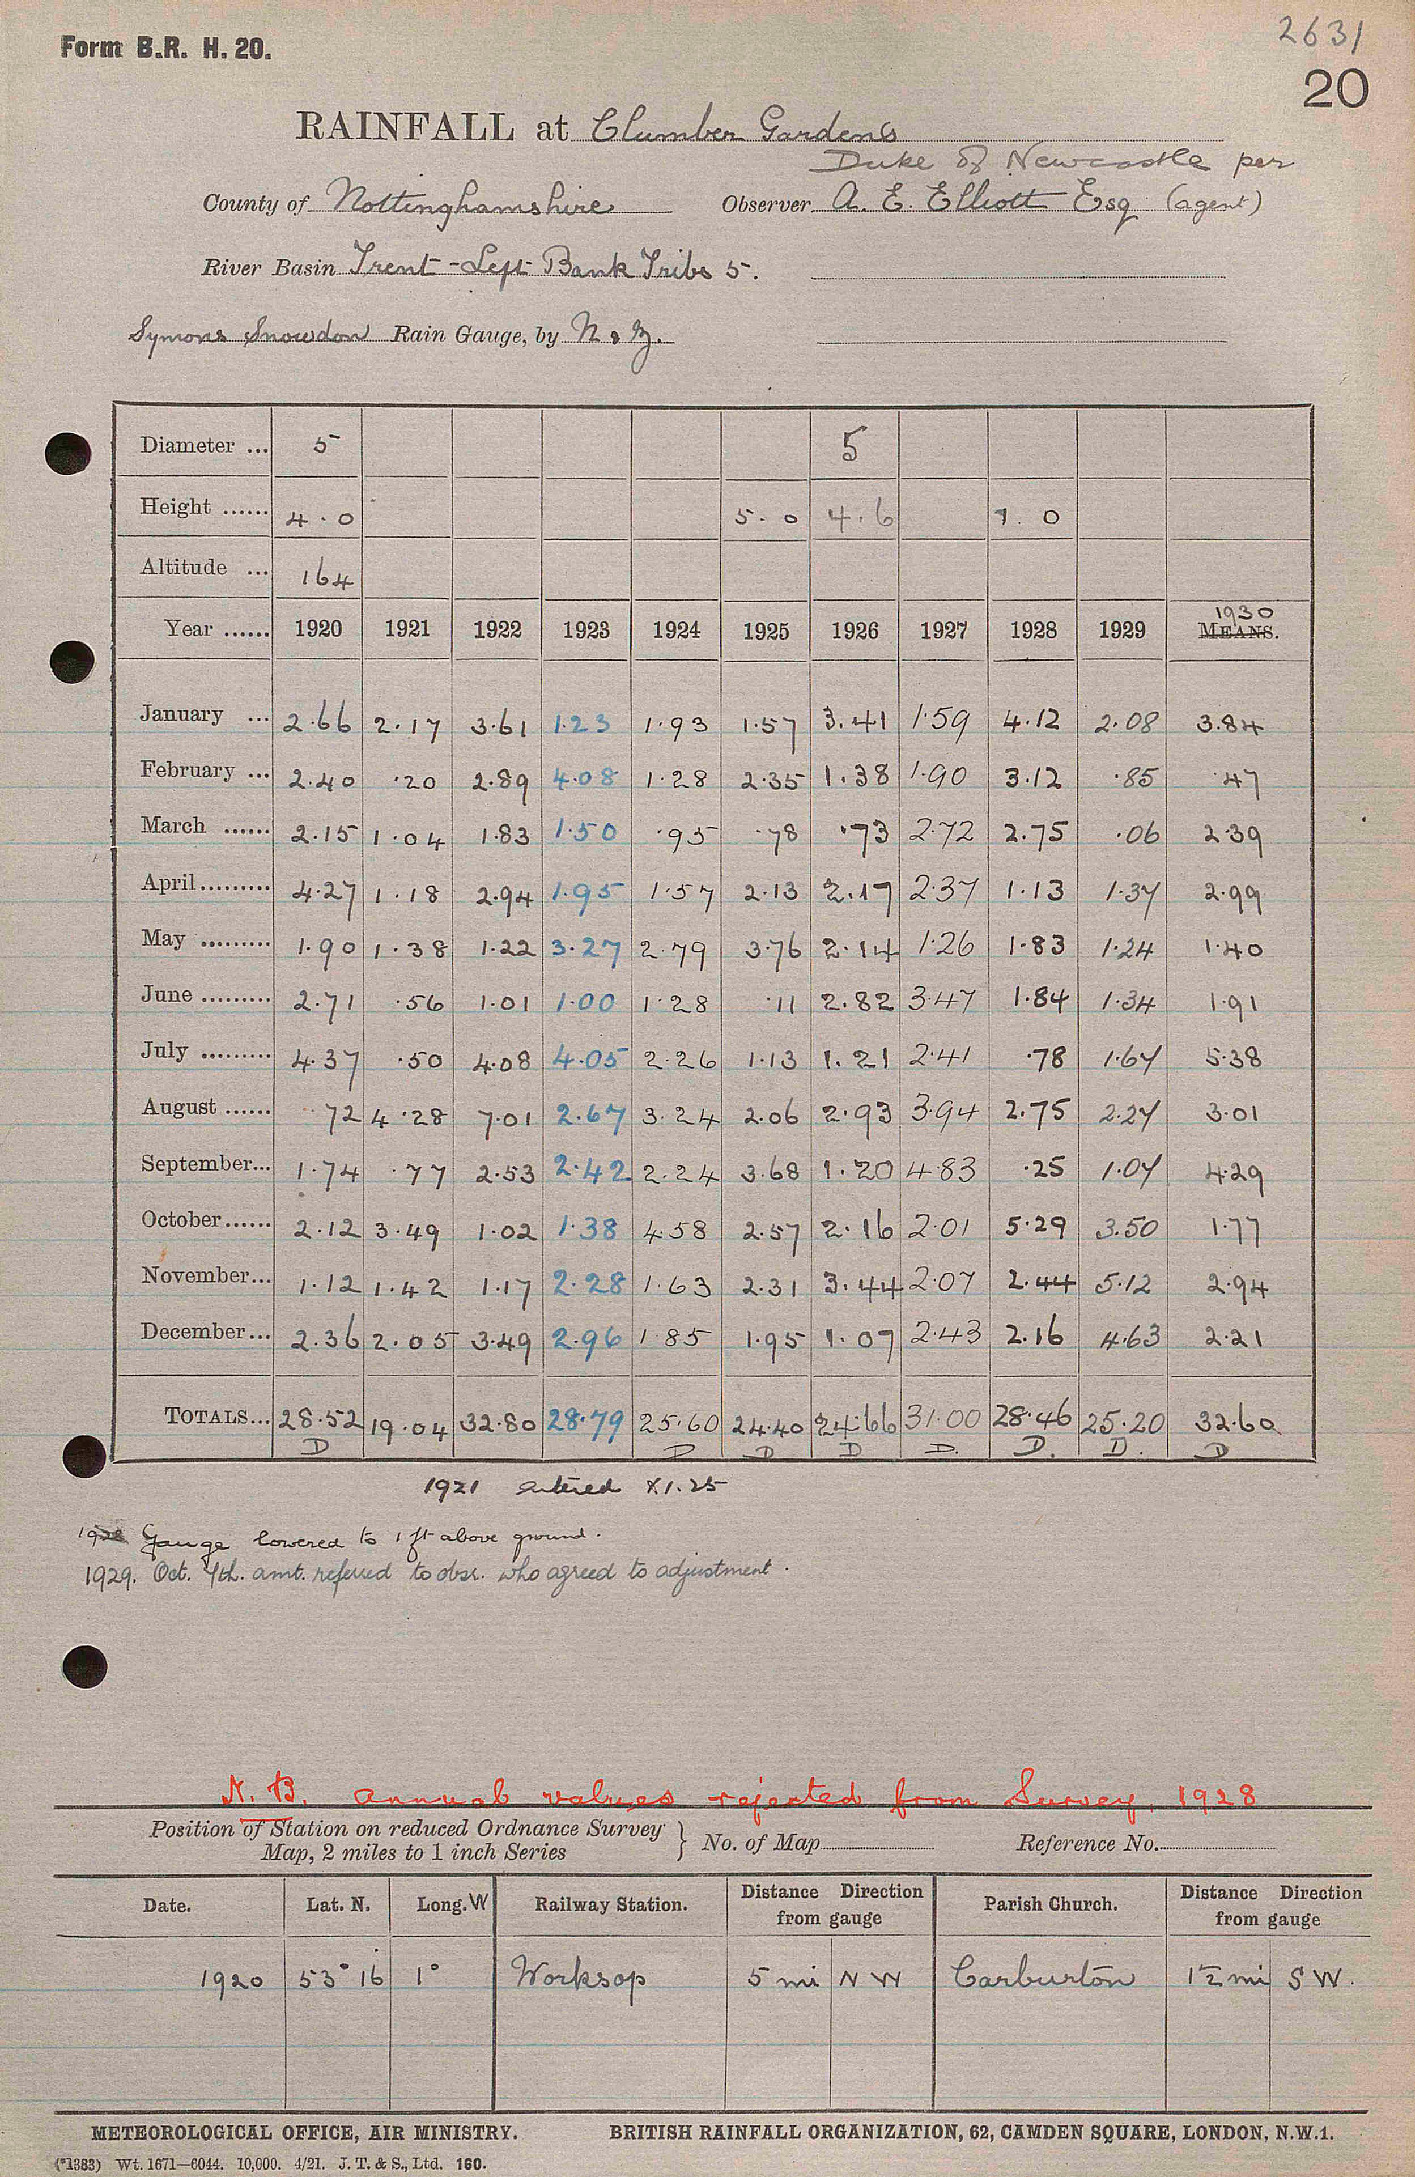 2631
Form B.R. H. 20.
20
RAINFALL at Clumber Gardens
Duke of Newcastle per
County of Nottinghamshire Observer A. E. Elliott Esq (agent)
River Basin Trent - Left Bank Tribs 5.
Symons Snowdon Rain Gauge, by N & Z.
Diameter ... 5 5
Height ...... 4.0 5.0 4.6 1.0
Altitude ... 164
1930
Year ...... 1920 1921 1922 1923 1924 1925 1926 1927 1928 1929 MEANS.
January ... 2.66 2.17 3.61 1.23 1.93 1.57 3.41 1.59 4.12 2.08 3.84
February ... 2.40 .20 2.89 4.08 1.28 2.35 1.38 1.90 3.12 .85 .47
March ...... 2.15 1.04 1.83 1.50 .95 .78 .73 2.72 2.75 .06 2.39
April ......... 4.27 1.18 2.94 1.95 1.57 2.13 2.17 2.37 1.13 1.37 2.99
May ......... 1.90 1.38 1.22 3.27 2.79 3.76 2.14 1.26 1.83 1.24 1.40
June ......... 2.71 .56 1.01 1.00 1.28 .11 2.82 3.47 1.84 1.34 1.91
July ......... 4.37 .50 4.08 4.05 2.26 1.13 1.21 2.41 .78 1.67 5.38
August ...... .72 4.28 7.01 2.67 3.24 2.06 2.93 3.94 2.75 2.27 3.01
September... 1.74 .77 2.53 2.42 2.24 3.68 1.20 4.83 .25 1.07 4.29
October...... 2.12 3.49 1.02 1.38 4.58 2.57 2.16 2.01 5.29 3.50 1.77
November... 1.12 1.42 1.17 2.28 1.63 2.31 3.44 2.07 2.44 5.12 2.94
December... 2.36 2.05 3.49 2.96 1.85 1.95 1.07 2.43 2.16 4.63 2.21
TOTALS... 28.52 19.04 32.80 28.79 25.60 24.40 24.66 31.00 28.46 25.20 32.60
D D D D D. D. D. D
1921 entered X 1.25
1928 Gauge lowered to 1 ft above ground.
1929. Oct. 7th. amt. referred to obsr. who agreed to adjustment.
N. B. Annual values rejected from Survey, 1928
Position of Station on reduced Ordnance Survey
Map, 2 miles to 1 inch Series } No. of Map Reference No.
Date. Lat. N. Long. W Railway Station. Distance Direction from gauge Parish Church. Distance Direction from gauge
1920 53° 16 1° Worksop 5 mi N W Carburton 1½ mi S W.
METEOROLOGICAL OFFICE, AIR MINISTRY. BRITISH RAINFALL ORGANIZATION, 62, CAMDEN SQUARE, LONDON, N.W.1.
(*1383) Wt. 1671—6044. 10,000. 4/21. J. T. & S., Ltd. 160.